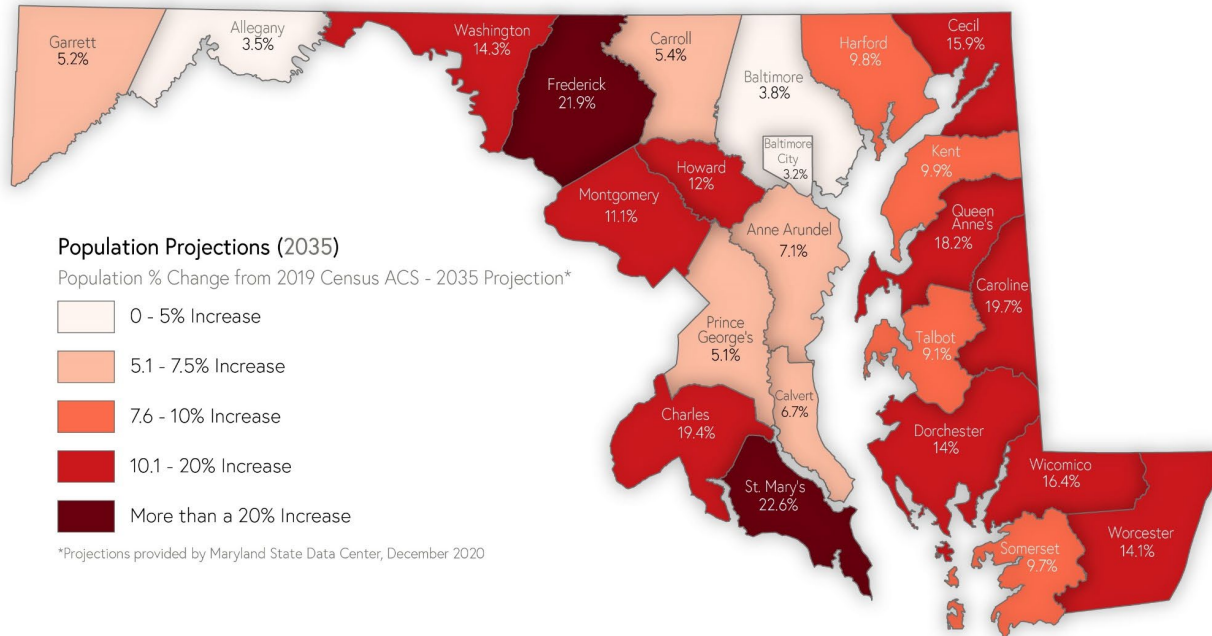 Garrett
5.2%
Allegany
3.5%
Washington
14.3%
Frederick
21.9%
Carroll
5.4%
Baltimore
3.8%
Baltimore
City
3.2%
Harford
9.8%
Cecil
15.9%
Kent
9.9%
Queen
Anne's
18.2%
Caroline
19.7%
Talbot
9.1%
Howard
12%
Montgomery
11.1%
Anne Arundel
7.1%
Prince
George's
5.1%
Calvert
6.7%
Charles
19.4%
St. Mary's
22.6%
Dorchester
14%
Wicomico
16.4%
Worcester
14.1%
Somerset
9.7%
Population Projections (2035)
Population % Change from 2019 Census ACS - 2035 Projection*
0 - 5% Increase
5.1 - 7.5% Increase
7.6 - 10% Increase
10.1 - 20% Increase
More than a 20% Increase
*Projections provided by Maryland State Data Center, December 2020